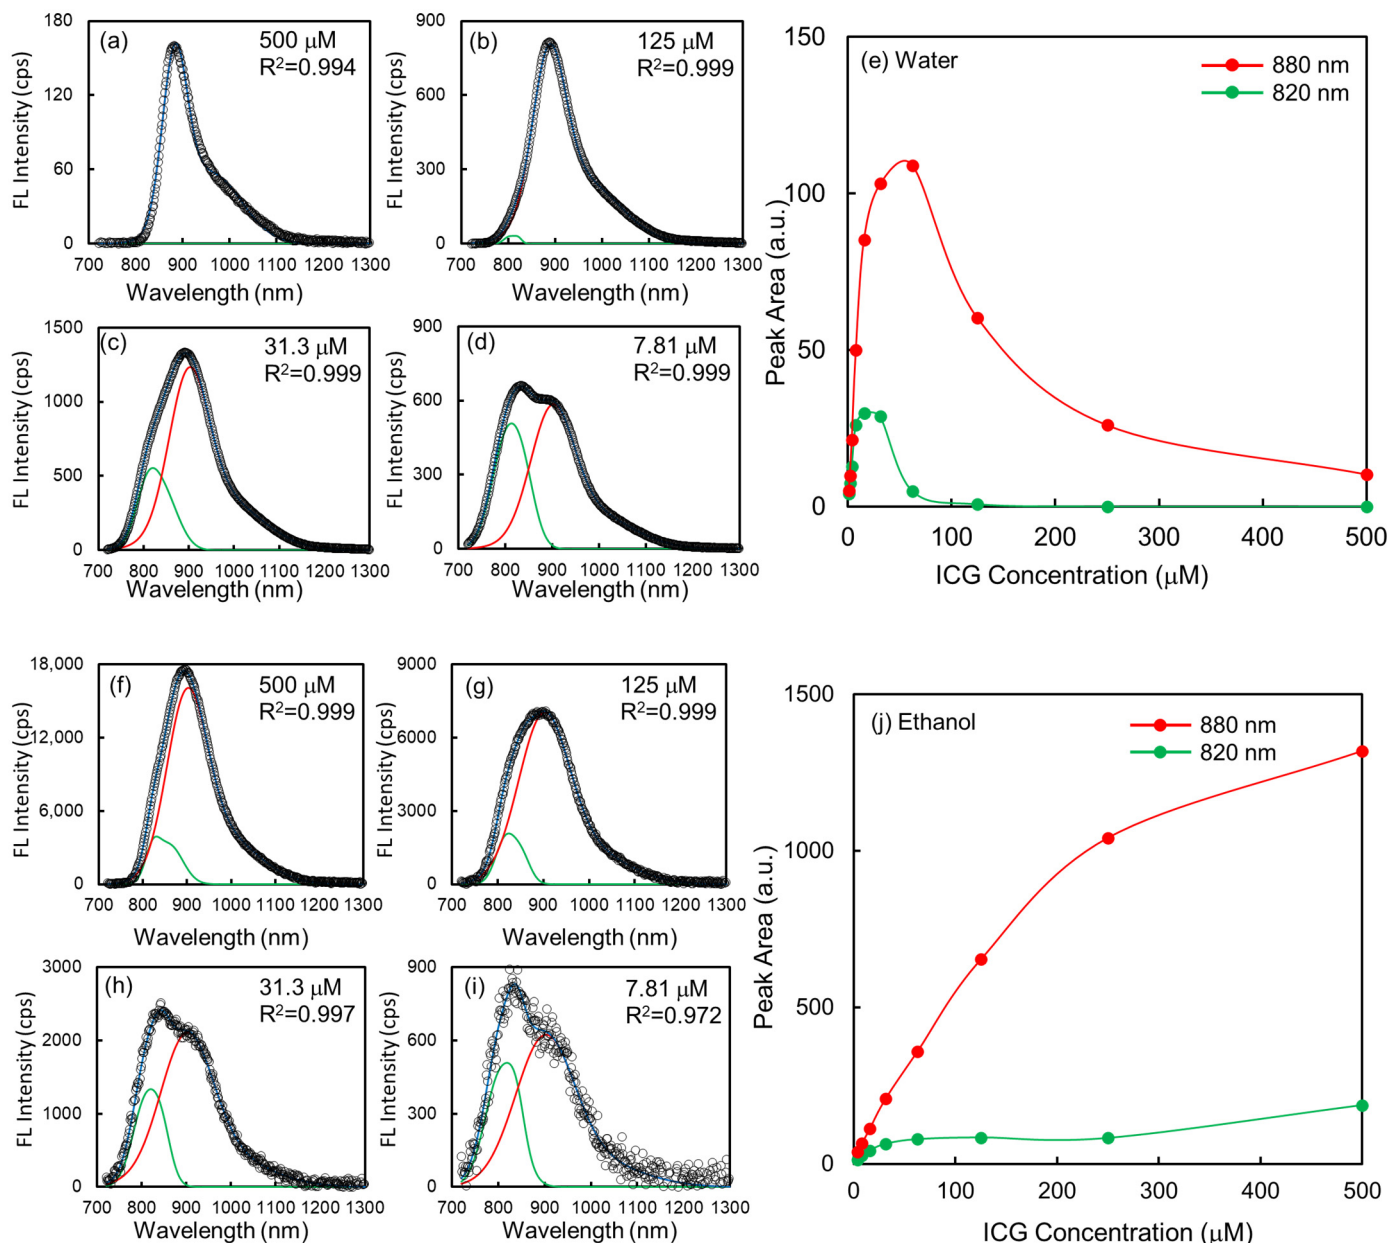 (a)
500 μM
R²=0.994
FL Intensity (cps)
180
120
60
0
700 800 900 1000 1100 1200 1300
Wavelength (nm)
(b)
125 μM
R²=0.999
FL Intensity (cps)
900
600
300
0
700 800 900 1000 1100 1200 1300
Wavelength (nm)
(c)
31.3 μM
R²=0.999
FL Intensity (cps)
1500
1000
500
0
700 800 900 1000 1100 1200 1300
Wavelength (nm)
(d)
7.81 μM
R²=0.999
FL Intensity (cps)
900
600
300
0
700 800 900 1000 1100 1200 1300
Wavelength (nm)
(e) Water
880 nm
820 nm
Peak Area (a.u.)
150
100
50
0
0 100 200 300 400 500
ICG Concentration (μM)
(f)
500 μM
R²=0.999
FL Intensity (cps)
18,000
12,000
6,000
0
700 800 900 1000 1100 1200 1300
Wavelength (nm)
(g)
125 μM
R²=0.999
FL Intensity (cps)
9000
6000
3000
0
700 800 900 1000 1100 1200 1300
Wavelength (nm)
(h)
31.3 μM
R²=0.997
FL Intensity (cps)
3000
2000
1000
0
700 800 900 1000 1100 1200 1300
Wavelength (nm)
(i)
7.81 μM
R²=0.972
FL Intensity (cps)
900
600
300
0
700 800 900 1000 1100 1200 1300
Wavelength (nm)
(j) Ethanol
880 nm
820 nm
Peak Area (a.u.)
1500
1000
500
0
0 100 200 300 400 500
ICG Concentration (μM)